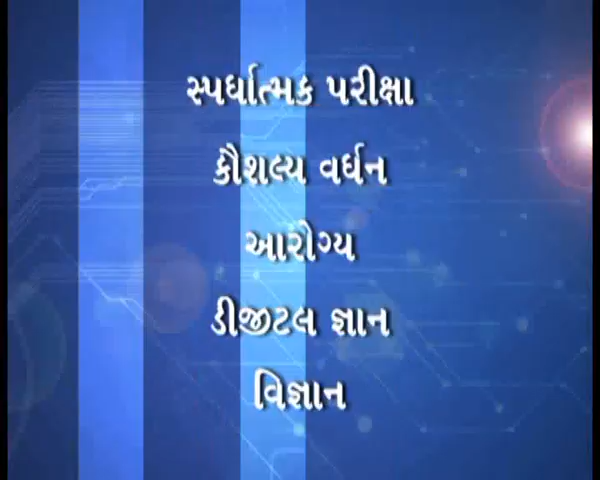 સ્પર્ધાત્મક પરીક્ષા
કૌશલ્ય વર્ધન
આરોગ્ય
ડીજીટલ જ્ઞાન
વિજ્ઞાન